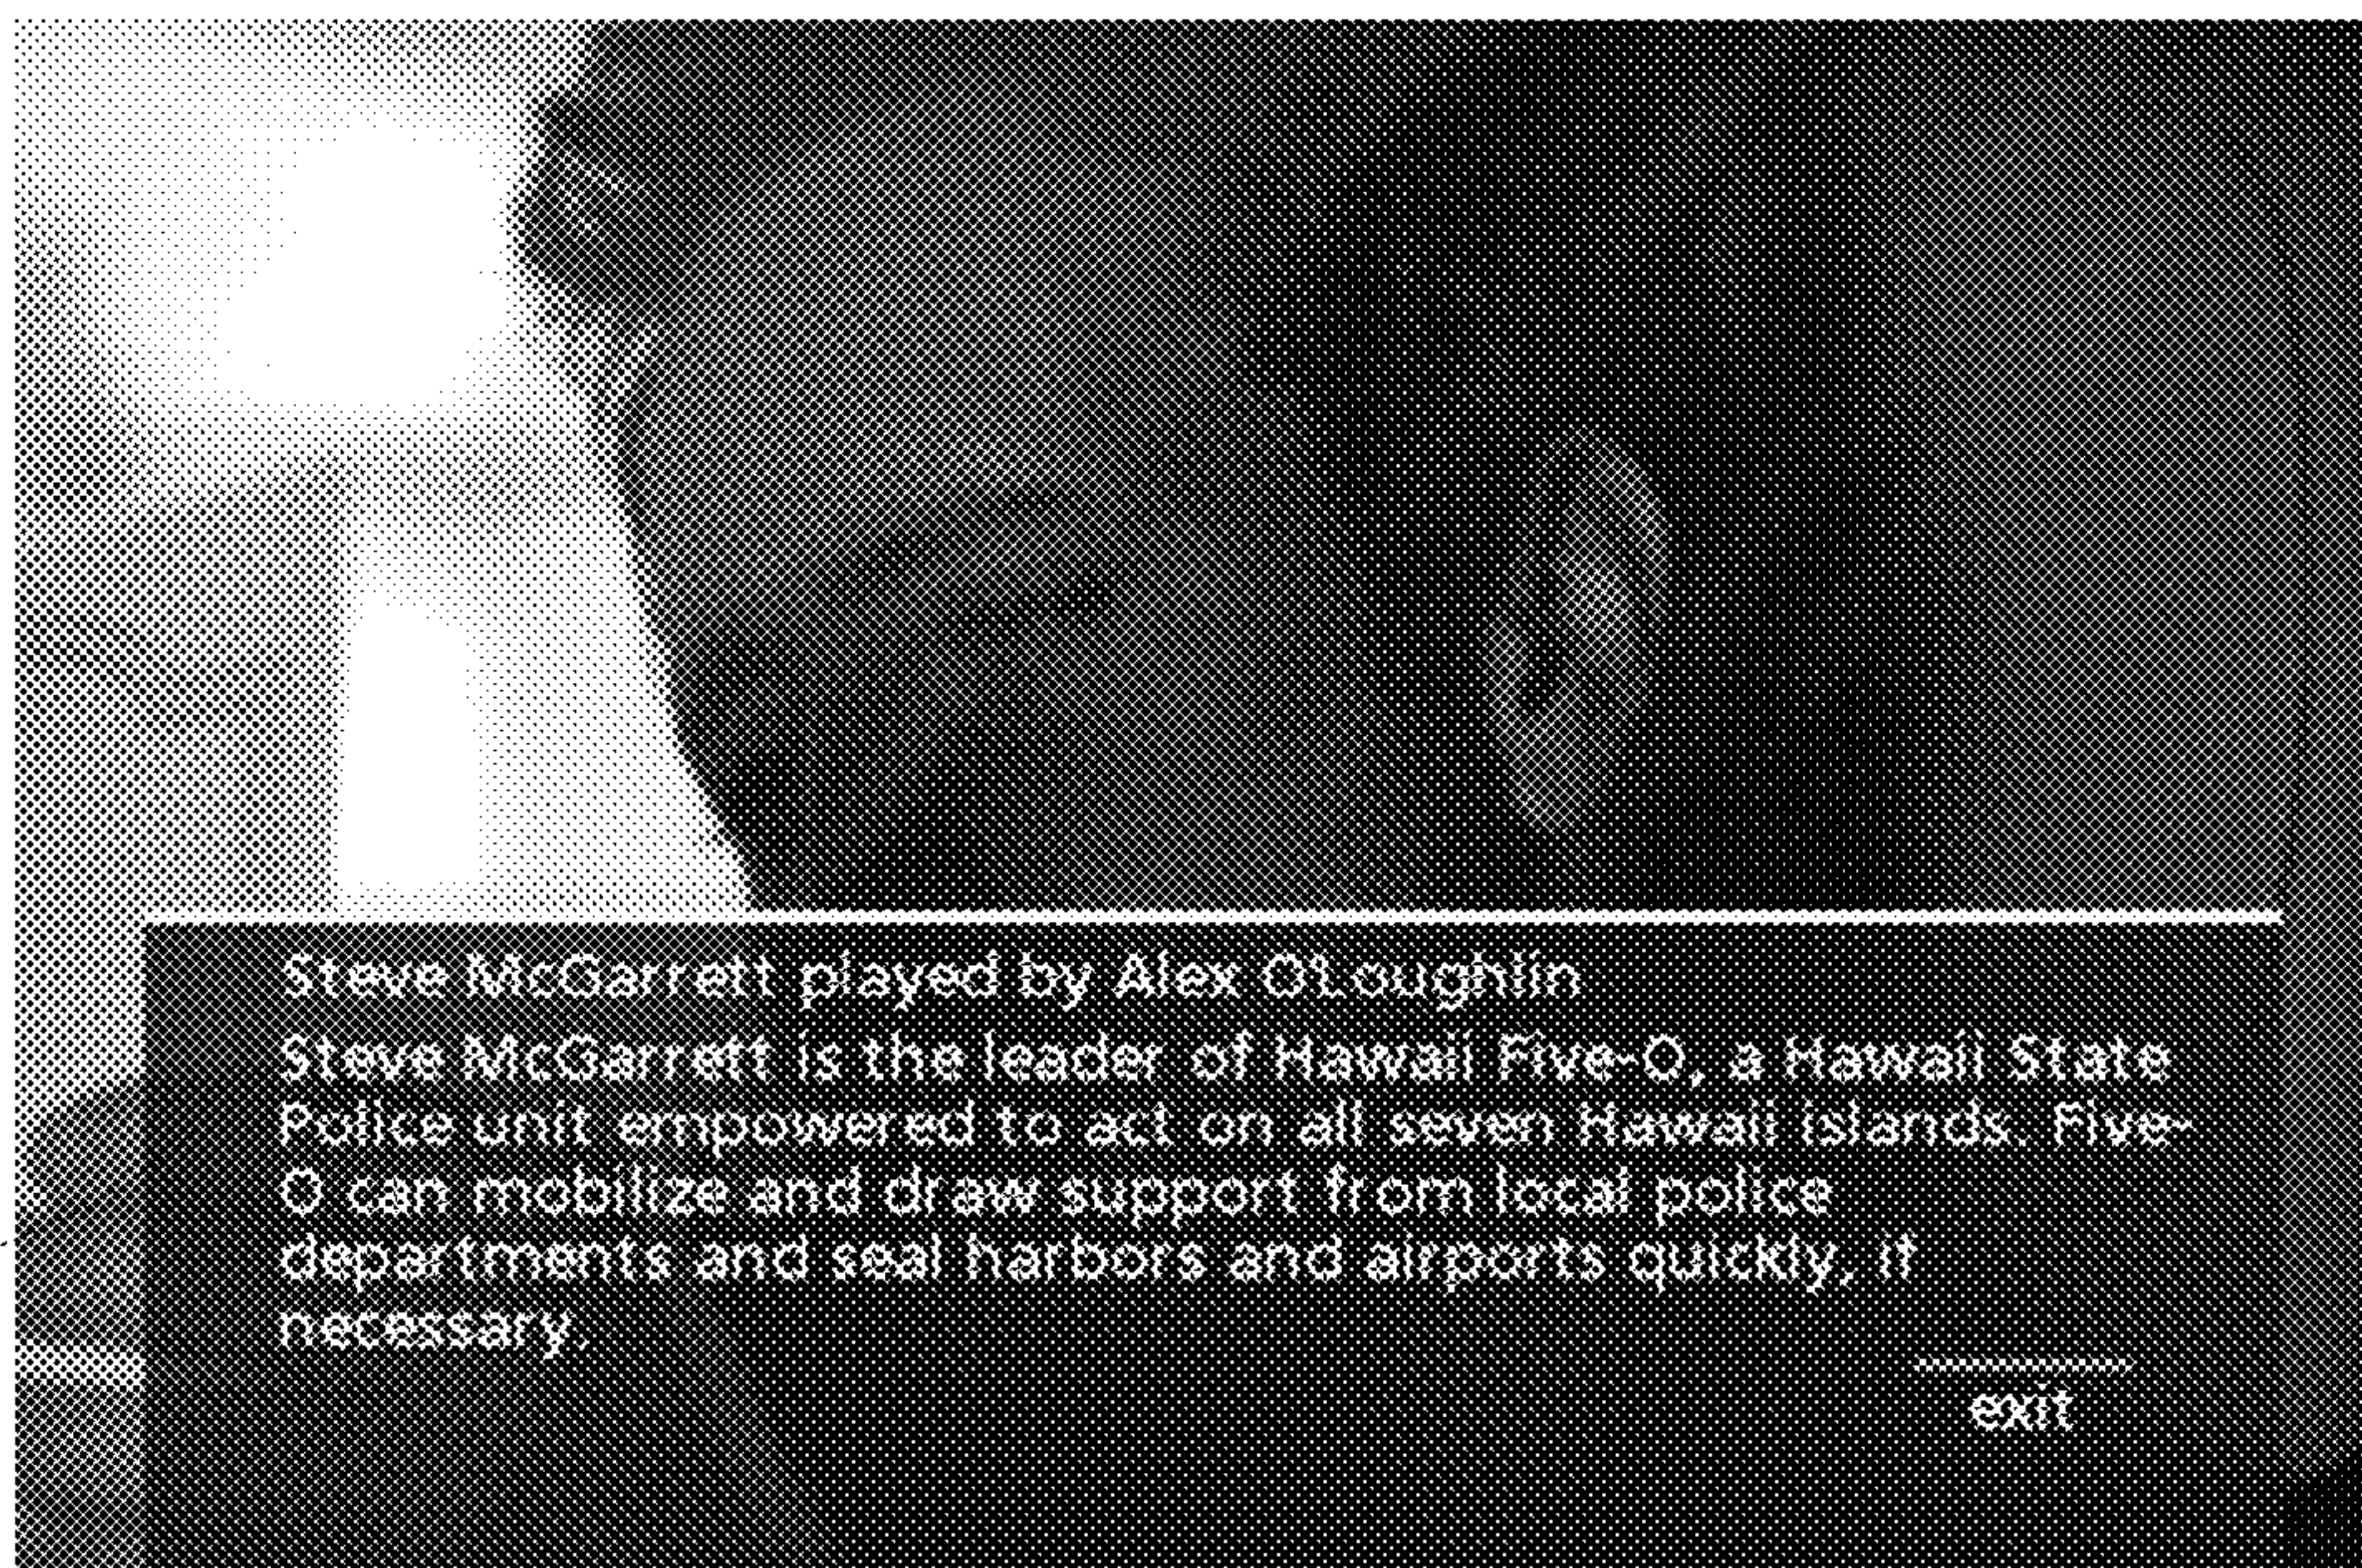 Steve McGarrett played by Alex O'Loughlin
Steve McGarrett is the leader of Hawaii Five-O, a Hawaii State
Police unit empowered to act on all seven Hawaii islands. Five-
O can mobilize and draw support from local police
departments and seal harbors and airports quickly, if
necessary.
exit